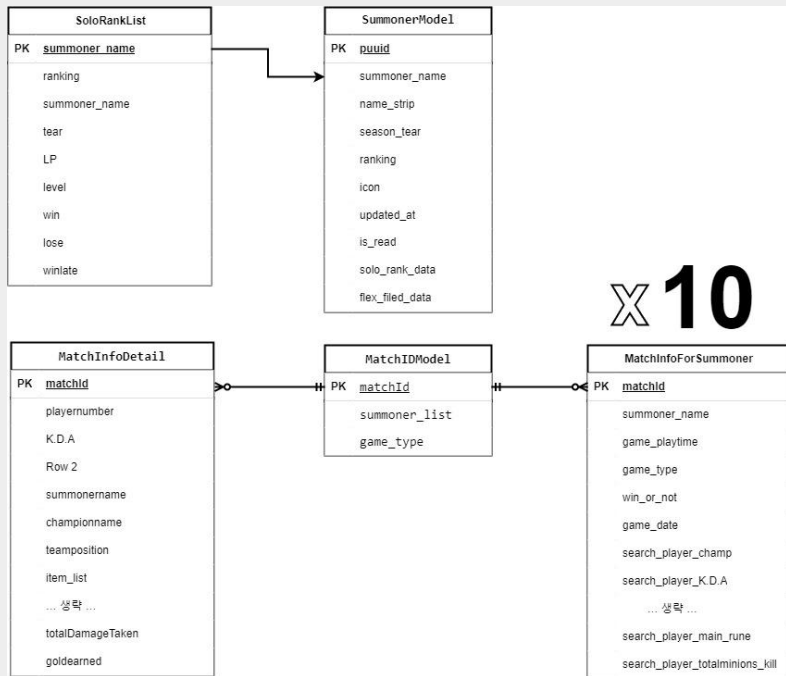 SoloRankList
PK summoner_name
ranking
summoner_name
tear
LP
level
win
lose
winlate
SummonerModel
PK puuid
summoner_name
name_strip
season_tear
ranking
icon
updated_at
is_read
solo_rank_data
flex_filed_data
x 10
MatchInfoDetail
PK matchId
playernumber
K.D.A
Row 2
summonername
championname
teamposition
item_list
... 생략 ...
totalDamageTaken
goldearned
MatchIDModel
PK matchId
summoner_list
game_type
MatchInfoForSummoner
PK matchId
summoner_name
game_playtime
game_type
win_or_not
game_date
search_player_champ
search_player_K.D.A
... 생략 ...
search_player_main_rune
search_player_totalminions_kill